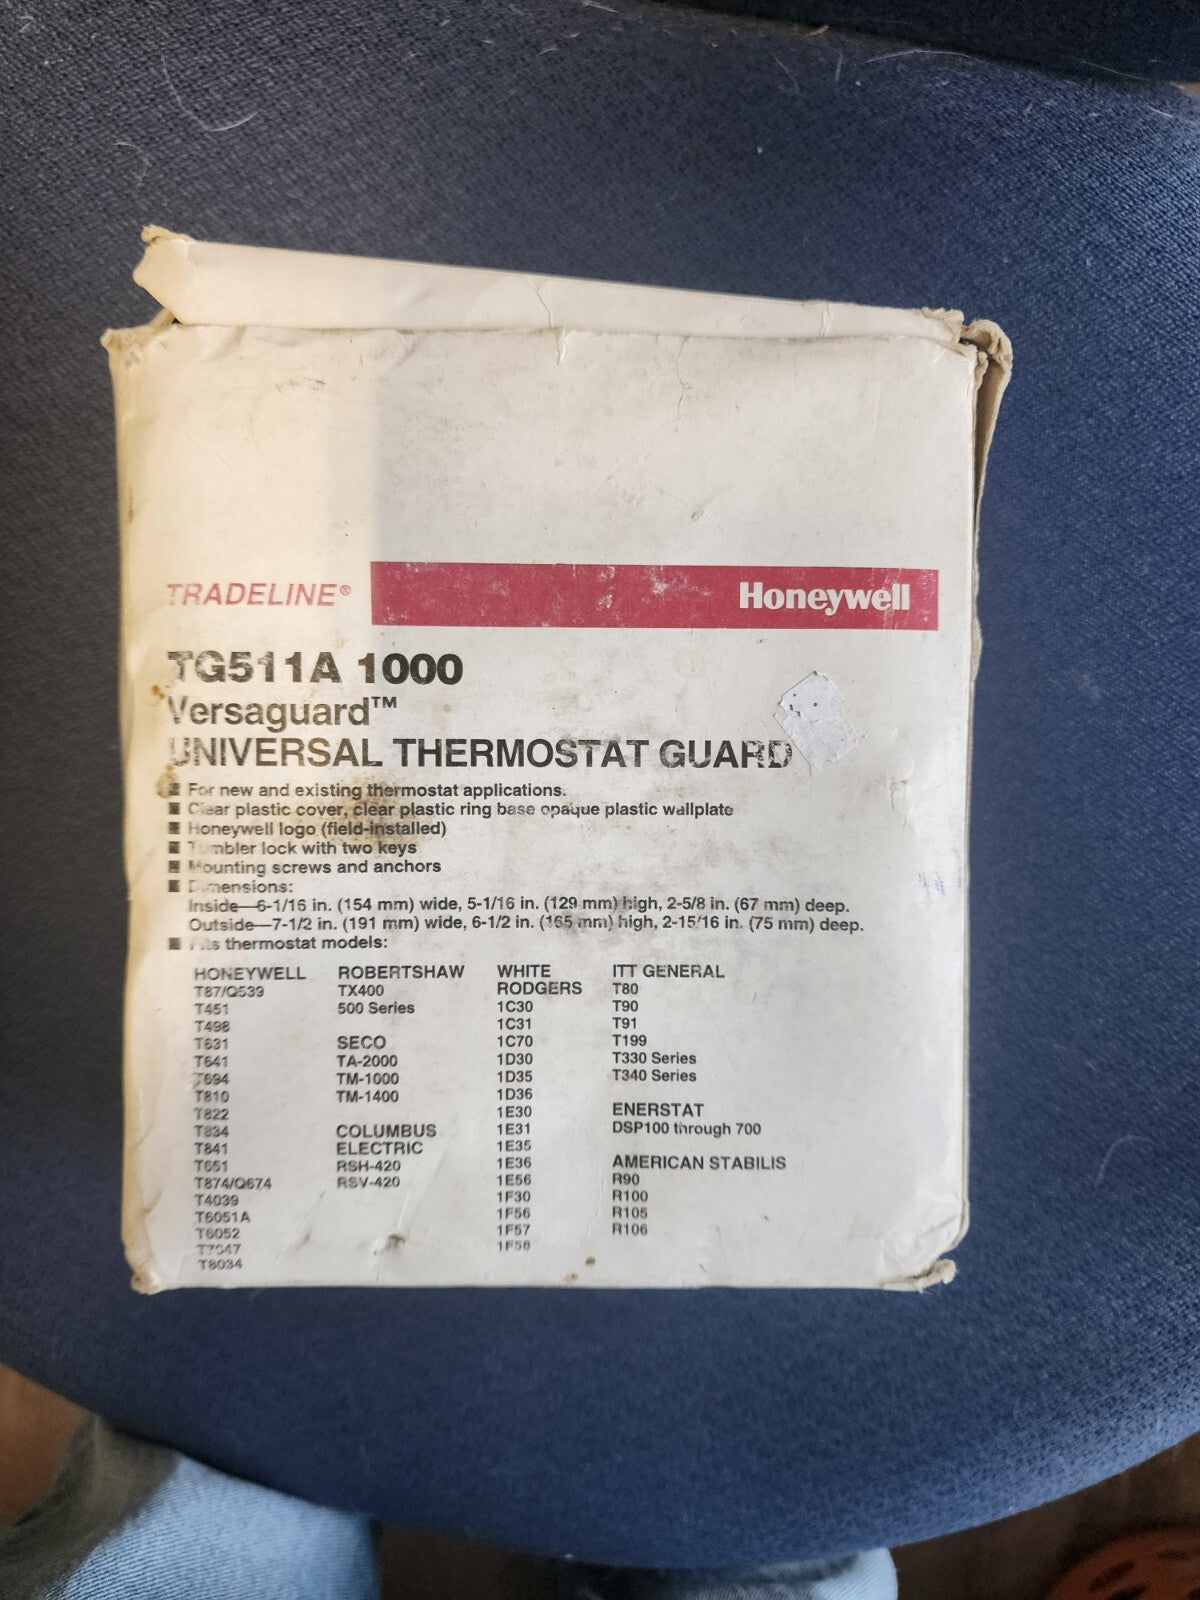 TRADELINE®
Honeywell
TG511A 1000
Versaguard™
UNIVERSAL THERMOSTAT GUARD
■ For new and existing thermostat applications.
■ Clear plastic cover, clear plastic ring base opaque plastic wallplate
■ Honeywell logo (field-installed)
■ Tumbler lock with two keys
■ Mounting screws and anchors
■ Dimensions:
Inside—6-1/16 in. (154 mm) wide, 5-1/16 in. (129 mm) high, 2-5/8 in. (67 mm) deep.
Outside—7-1/2 in. (191 mm) wide, 6-1/2 in. (165 mm) high, 2-15/16 in. (75 mm) deep.
■ Fits thermostat models:
HONEYWELL
T87/Q539
T451
T498
T631
T641
T694
T810
T822
T834
T841
T651
T874/Q674
T4039
T6051A
T6052
T7047
T8034
ROBERTSHAW
TX400
500 Series
SECO
TA-2000
TM-1000
TM-1400
COLUMBUS
ELECTRIC
RSH-420
RSV-420
WHITE
RODGERS
1C30
1C31
1C70
1D30
1D35
1D36
1E30
1E31
1E35
1E36
1E56
1F30
1F56
1F57
1F58
ITT GENERAL
T80
T90
T91
T199
T330 Series
T340 Series
ENERSTAT
DSP100 through 700
AMERICAN STABILIS
R90
R100
R105
R106